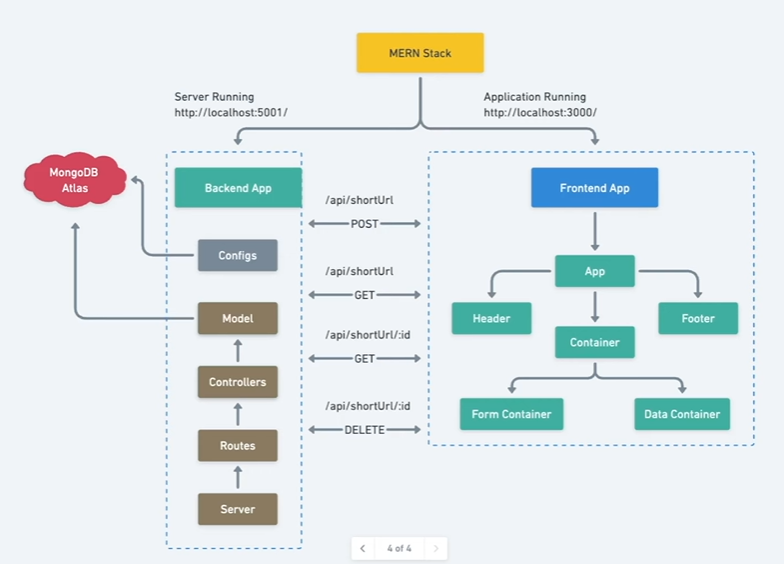 MERN Stack
Server Running
http://localhost:5001/
Application Running
http://localhost:3000/
MongoDB
Atlas
Backend App
Configs
Model
Controllers
Routes
Server
/api/shortUrl
POST
/api/shortUrl
GET
/api/shortUrl/:id
GET
/api/shortUrl/:id
DELETE
Frontend App
App
Header
Footer
Container
Form Container
Data Container
4 of 4